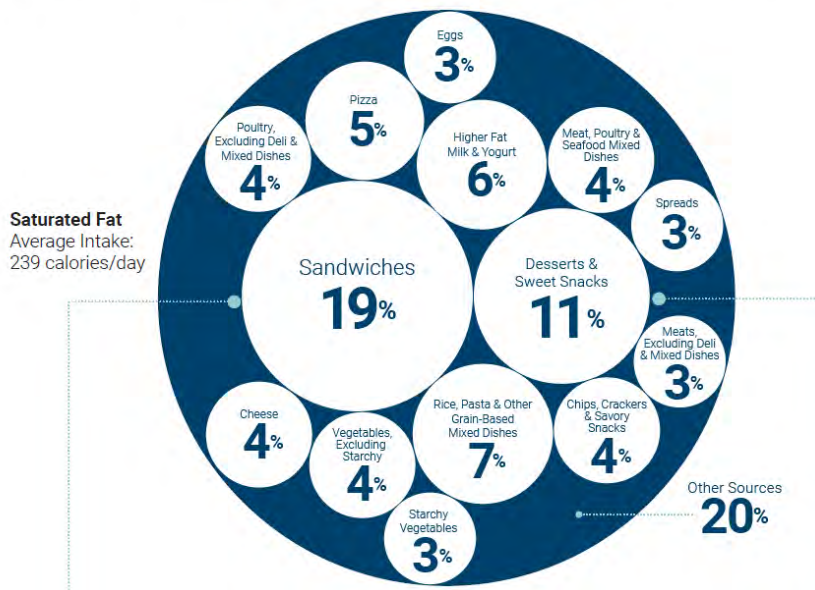 Eggs
3%
Pizza
5%
Poultry,
Excluding Deli &
Mixed Dishes
4%
Higher Fat
Milk & Yogurt
6%
Meat, Poultry &
Seafood Mixed
Dishes
4%
Spreads
3%
Saturated Fat
Average Intake:
239 calories/day
Sandwiches
19%
Desserts &
Sweet Snacks
11%
Meats,
Excluding Deli
& Mixed Dishes
3%
Cheese
4%
Vegetables,
Excluding
Starchy
4%
Rice, Pasta & Other
Grain-Based
Mixed Dishes
7%
Chips, Crackers
& Savory
Snacks
4%
Other Sources
20%
Starchy
Vegetables
3%